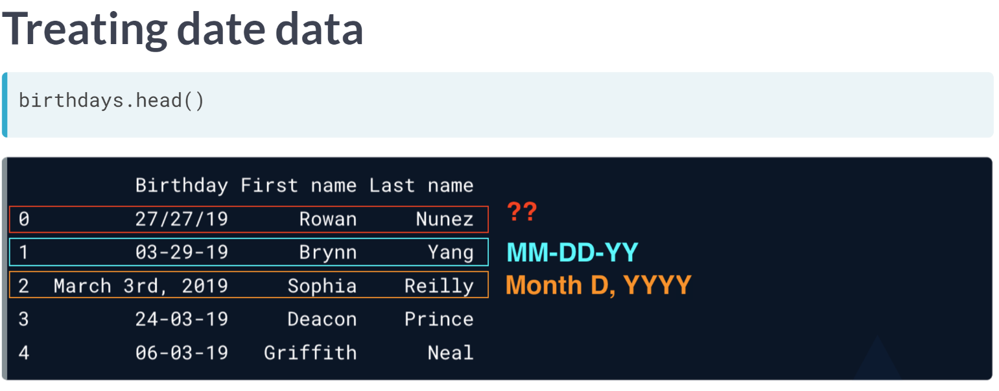 Treating date data
birthdays.head()
Birthday First name Last name
0 27/27/19 Rowan Nunez ??
1 03-29-19 Brynn Yang MM-DD-YY
2 March 3rd, 2019 Sophia Reilly Month D, YYYY
3 24-03-19 Deacon Prince
4 06-03-19 Griffith Neal